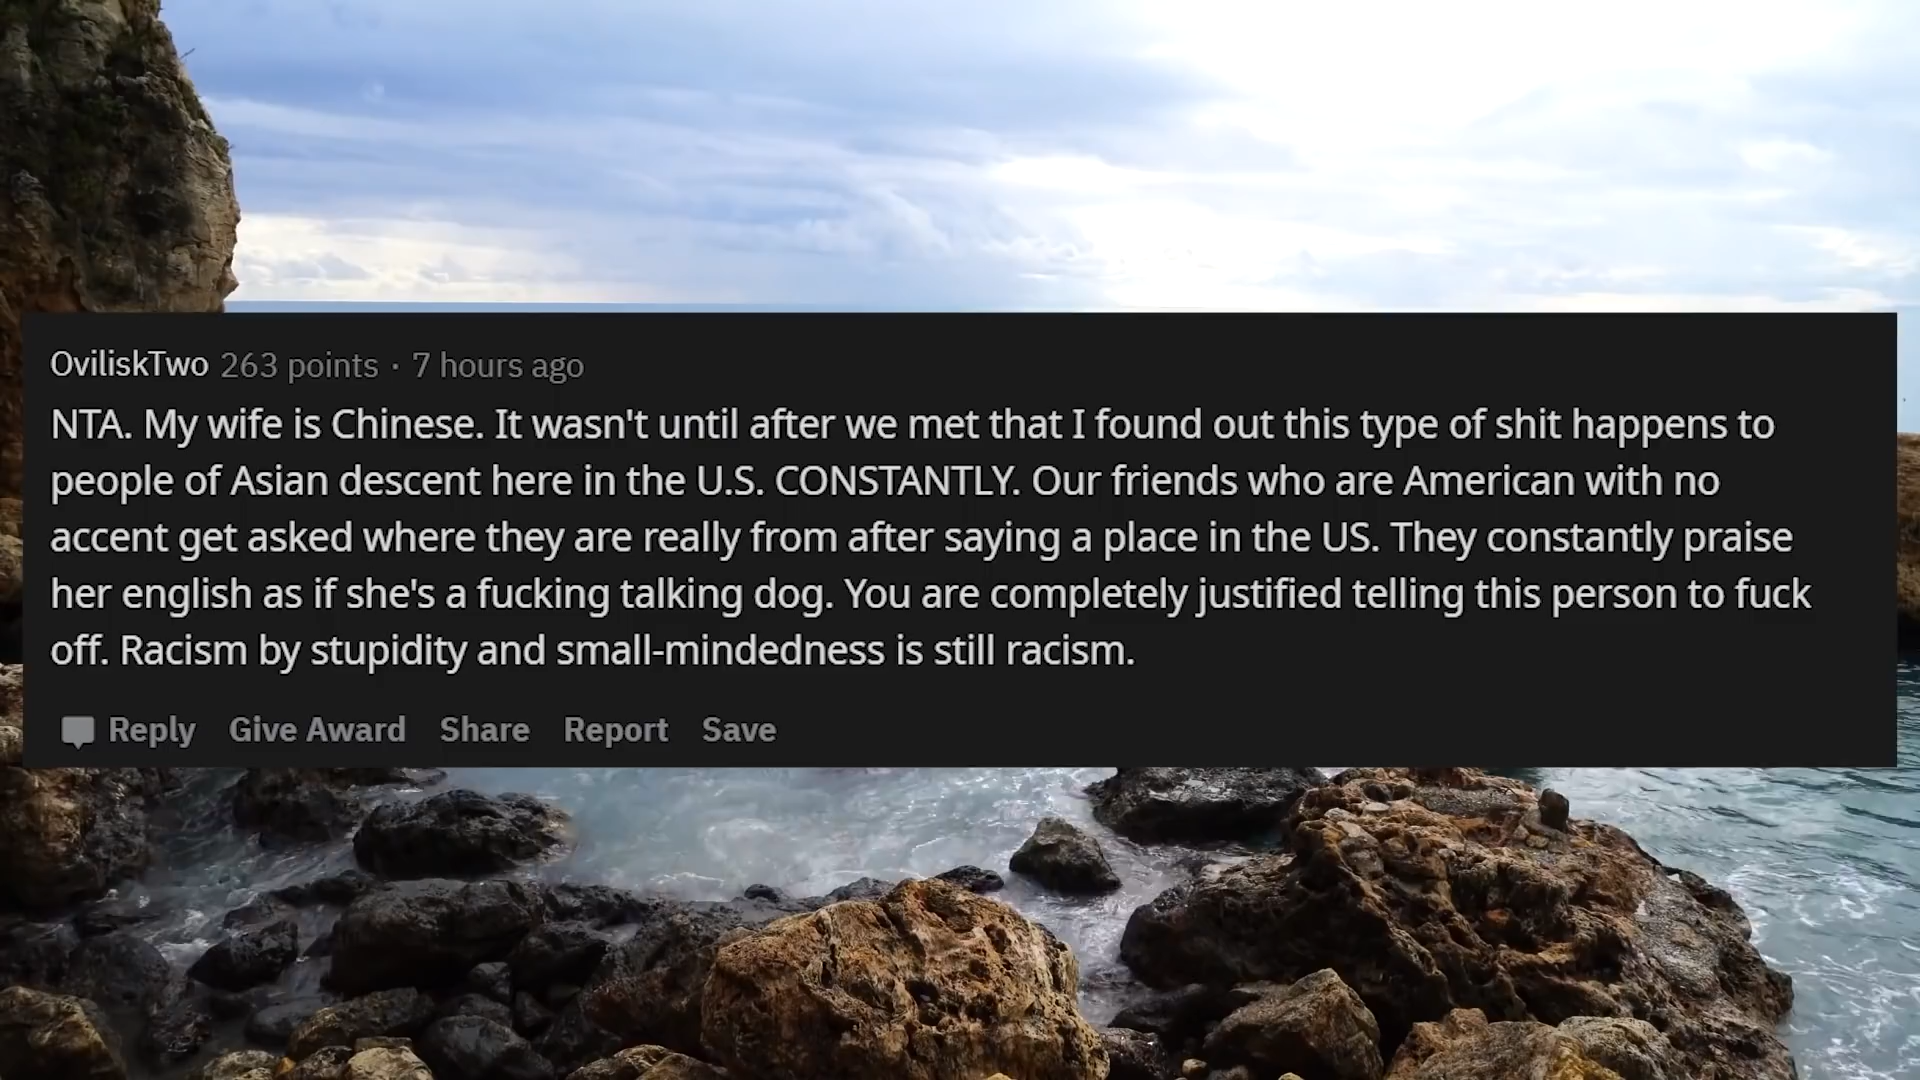 OviliskTwo 263 points · 7 hours ago
NTA. My wife is Chinese. It wasn't until after we met that I found out this type of shit happens to
people of Asian descent here in the U.S. CONSTANTLY. Our friends who are American with no
accent get asked where they are really from after saying a place in the US. They constantly praise
her english as if she's a fucking talking dog. You are completely justified telling this person to fuck
off. Racism by stupidity and small-mindedness is still racism.
Reply Give Award Share Report Save